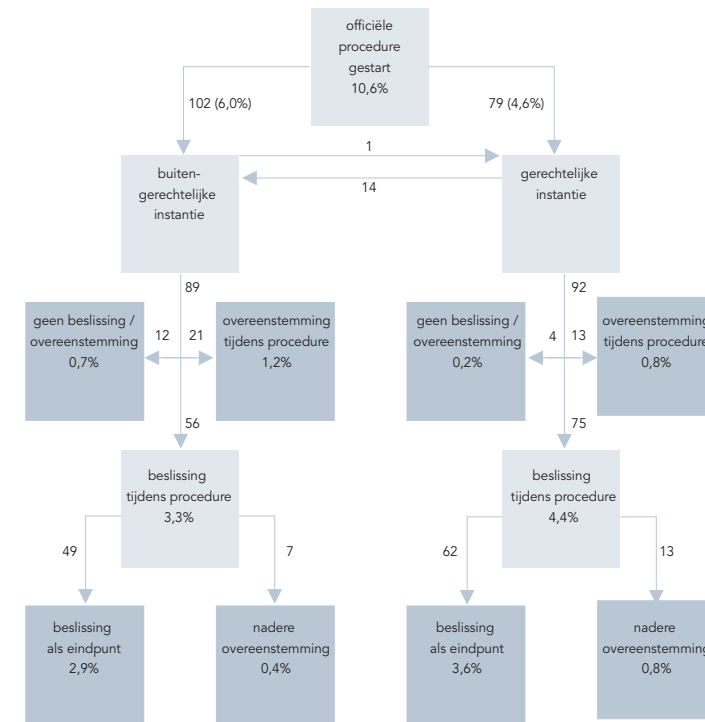 officiële
procedure
gestart
10,6%
102 (6,0%)
79 (4,6%)
1
14
buiten-
gerechtelijke
instantie
gerechtelijke
instantie
89
92
geen beslissing /
overeenstemming
0,7%
12
21
overeenstemming
tijdens procedure
1,2%
geen beslissing /
overeenstemming
0,2%
4
13
overeenstemming
tijdens procedure
0,8%
56
75
beslissing
tijdens procedure
3,3%
beslissing
tijdens procedure
4,4%
49
7
62
13
beslissing
als eindpunt
2,9%
nadere
overeenstemming
0,4%
beslissing
als eindpunt
3,6%
nadere
overeenstemming
0,8%